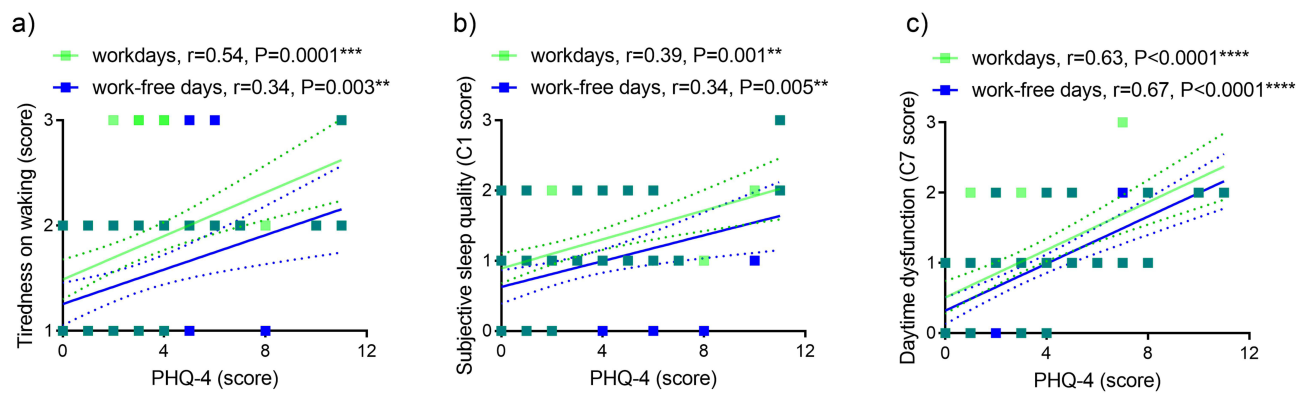 a)
workdays, r=0.54, P=0.0001***
work-free days, r=0.34, P=0.003**
Tiredness on waking (score)
3
2
1
0
4
8
12
PHQ-4 (score)
b)
workdays, r=0.39, P=0.001**
work-free days, r=0.34, P=0.005**
Subjective sleep quality (C1 score)
3
2
1
0
0
4
8
12
PHQ-4 (score)
c)
workdays, r=0.63, P<0.0001****
work-free days, r=0.67, P<0.0001****
Daytime dysfunction (C7 score)
3
2
1
0
0
4
8
12
PHQ-4 (score)